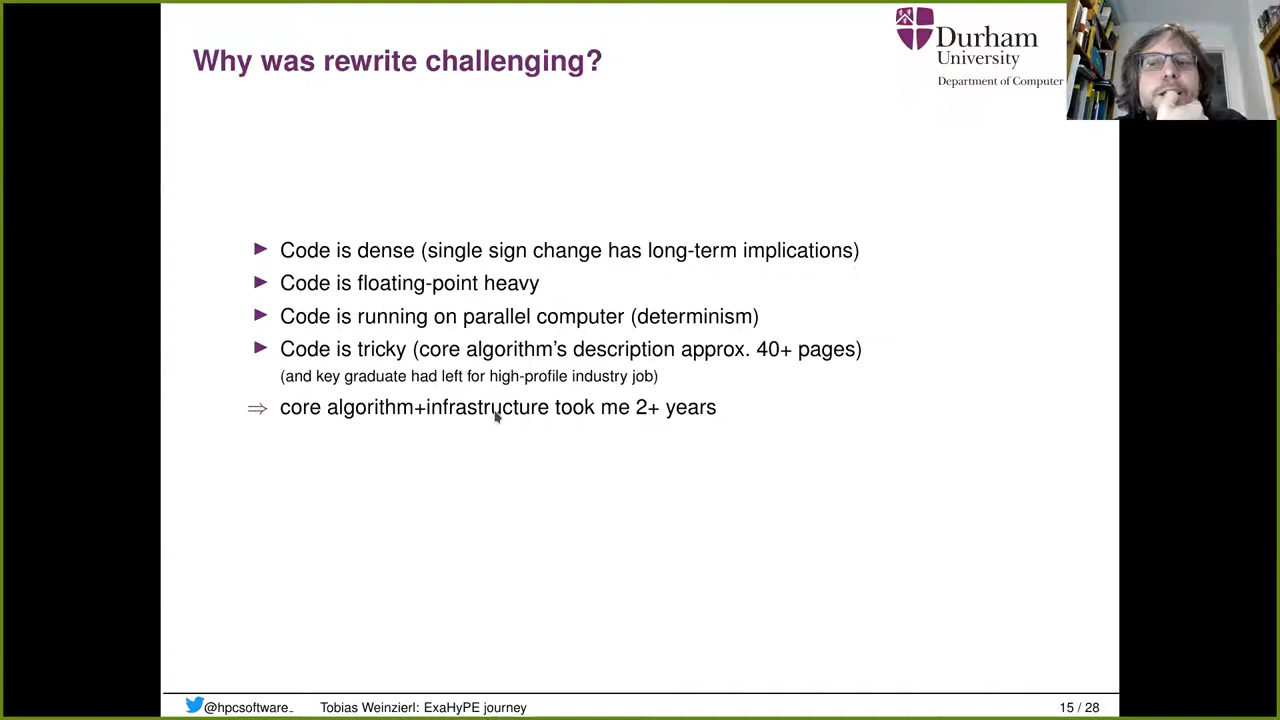 Why was rewrite challenging?
Durham
University
Department of Computer
Code is dense (single sign change has long-term implications)
Code is floating-point heavy
Code is running on parallel computer (determinism)
Code is tricky (core algorithm's description approx. 40+ pages)
(and key graduate had left for high-profile industry job)
⇒ core algorithm+infrastructure took me 2+ years
@hpcsoftware_ Tobias Weinzierl: ExaHyPE journey 15 / 28